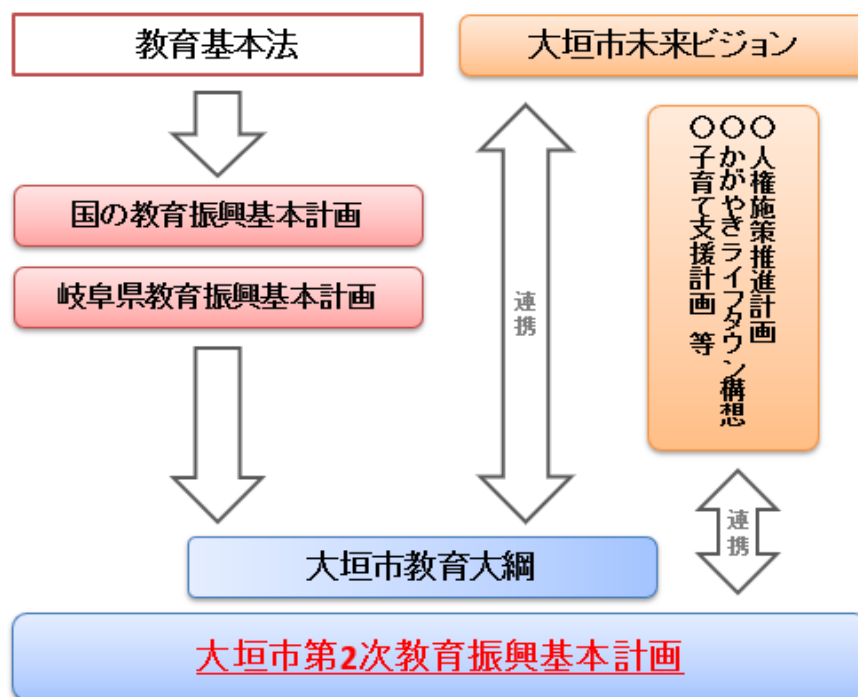 教育基本法
大垣市未来ビジョン
国の教育振興基本計画
岐阜県教育振興基本計画
連携
〇人権施策推進計画
〇かがやきライフタウン構想
〇子育て支援計画 等
連携
大垣市教育大綱
大垣市第2次教育振興基本計画